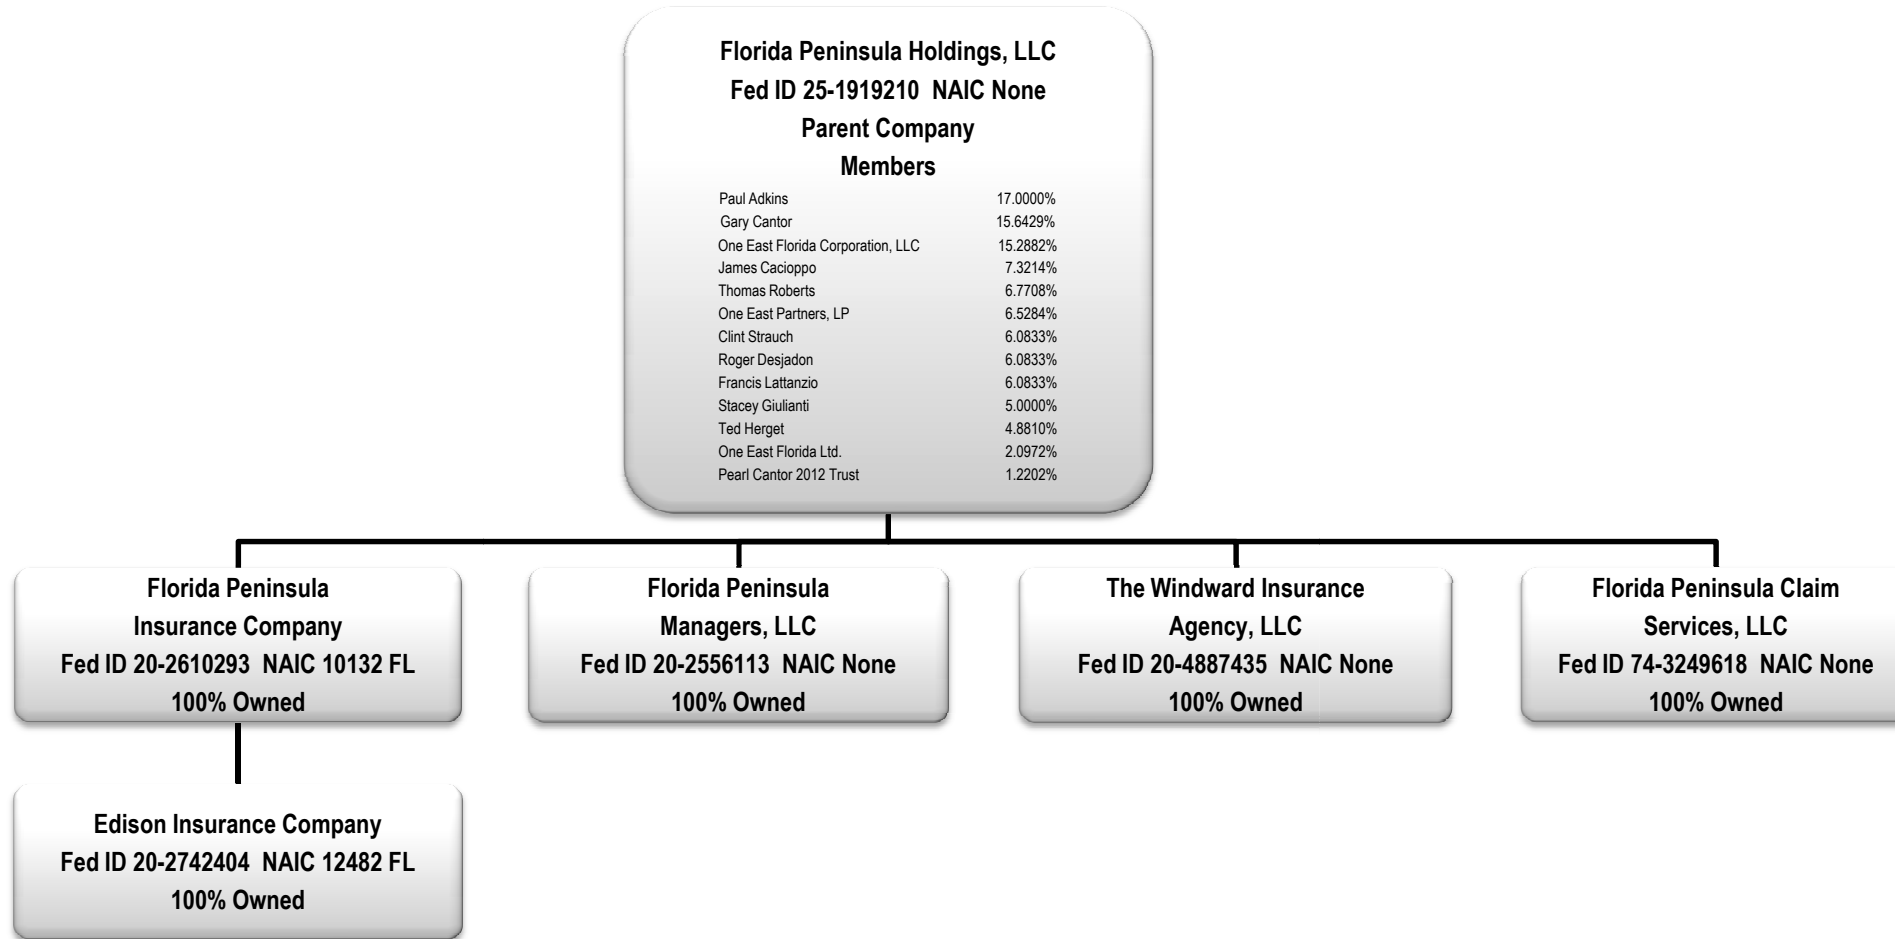 Florida Peninsula Holdings, LLC
Fed ID 25-1919210 NAIC None
Parent Company
Members
Paul Adkins 17.0000%
Gary Cantor 15.6429%
One East Florida Corporation, LLC 15.2882%
James Cacioppo 7.3214%
Thomas Roberts 6.7708%
One East Partners, LP 6.5284%
Clint Strauch 6.0833%
Roger Desjadon 6.0833%
Francis Lattanzio 6.0833%
Stacey Giulianti 5.0000%
Ted Herget 4.8810%
One East Florida Ltd. 2.0972%
Pearl Cantor 2012 Trust 1.2202%
Florida Peninsula
Insurance Company
Fed ID 20-2610293 NAIC 10132 FL
100% Owned
Florida Peninsula
Managers, LLC
Fed ID 20-2556113 NAIC None
100% Owned
The Windward Insurance
Agency, LLC
Fed ID 20-4887435 NAIC None
100% Owned
Florida Peninsula Claim
Services, LLC
Fed ID 74-3249618 NAIC None
100% Owned
Edison Insurance Company
Fed ID 20-2742404 NAIC 12482 FL
100% Owned